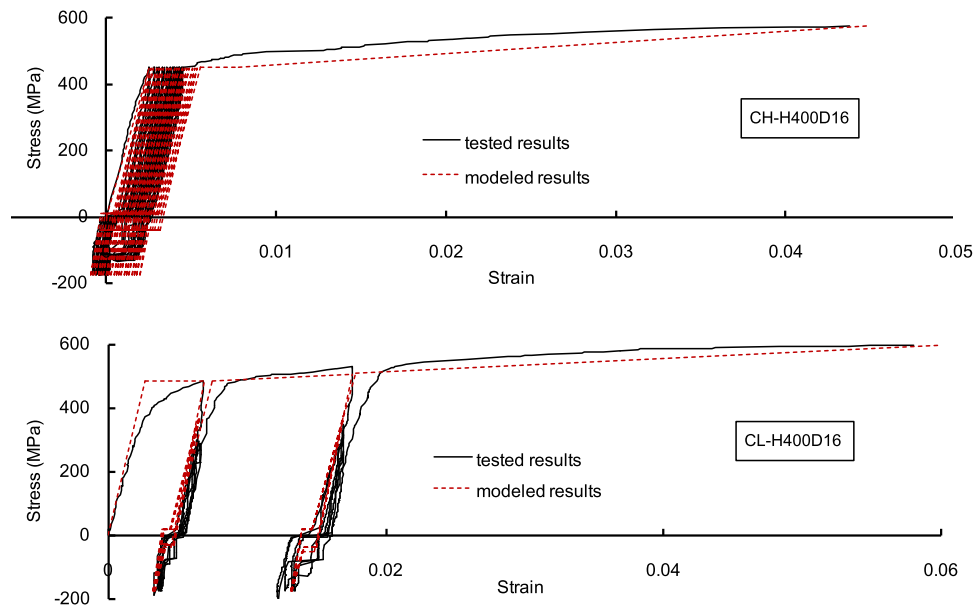 600
400
200
0
-200
Stress (MPa)
CH-H400D16
tested results
modeled results
0.01
0.02
0.03
0.04
0.05
Strain
600
400
200
0
-200
Stress (MPa)
CL-H400D16
tested results
modeled results
0
0.02
0.04
0.06
Strain